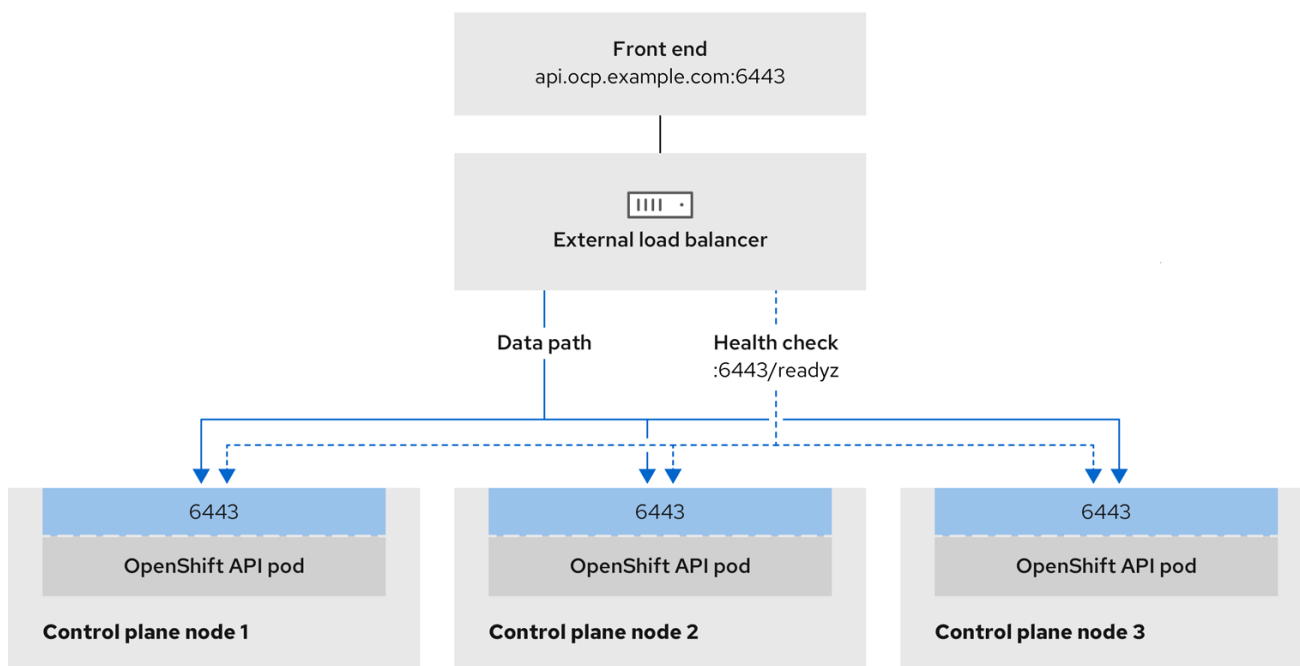 Front end
api.ocp.example.com:6443
External load balancer
Data path
Health check
:6443/readyz
6443
6443
6443
OpenShift API pod
OpenShift API pod
OpenShift API pod
Control plane node 1
Control plane node 2
Control plane node 3